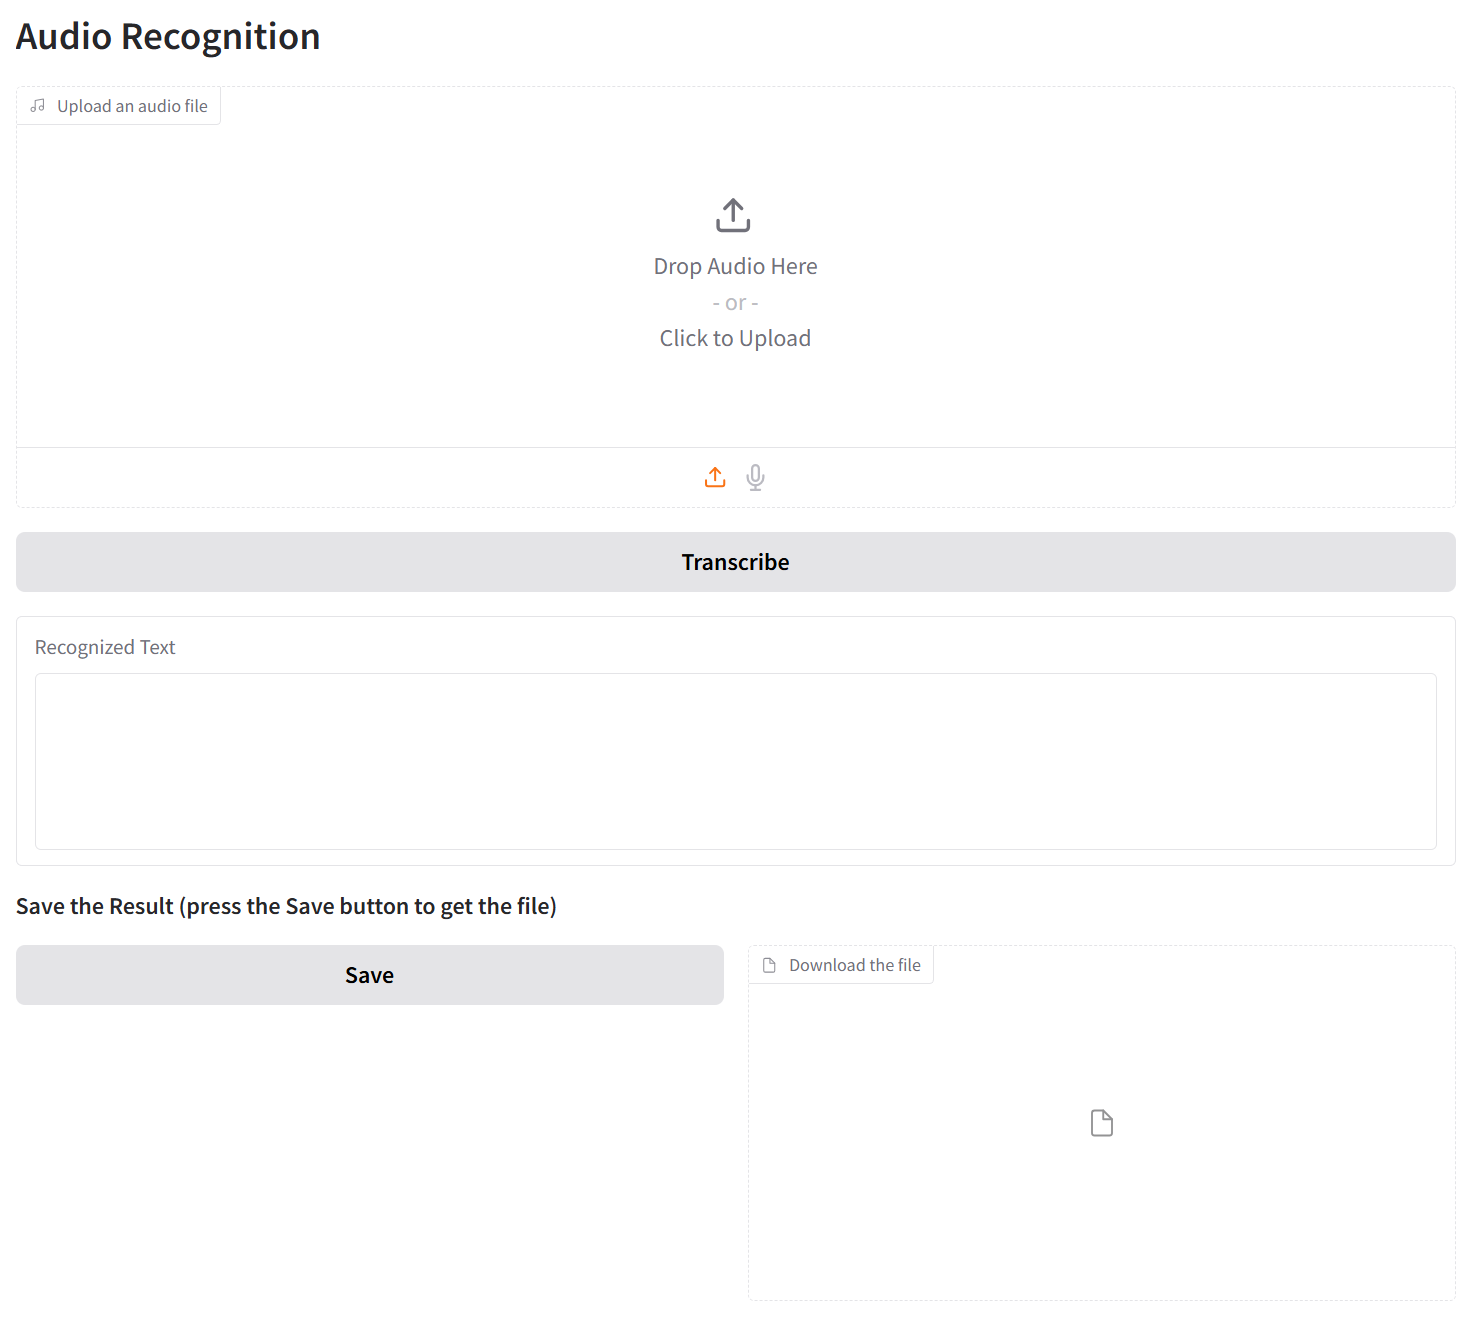 Audio Recognition
Upload an audio file
Drop Audio Here
- or -
Click to Upload
Transcribe
Recognized Text
Save the Result (press the Save button to get the file)
Save
Download the file